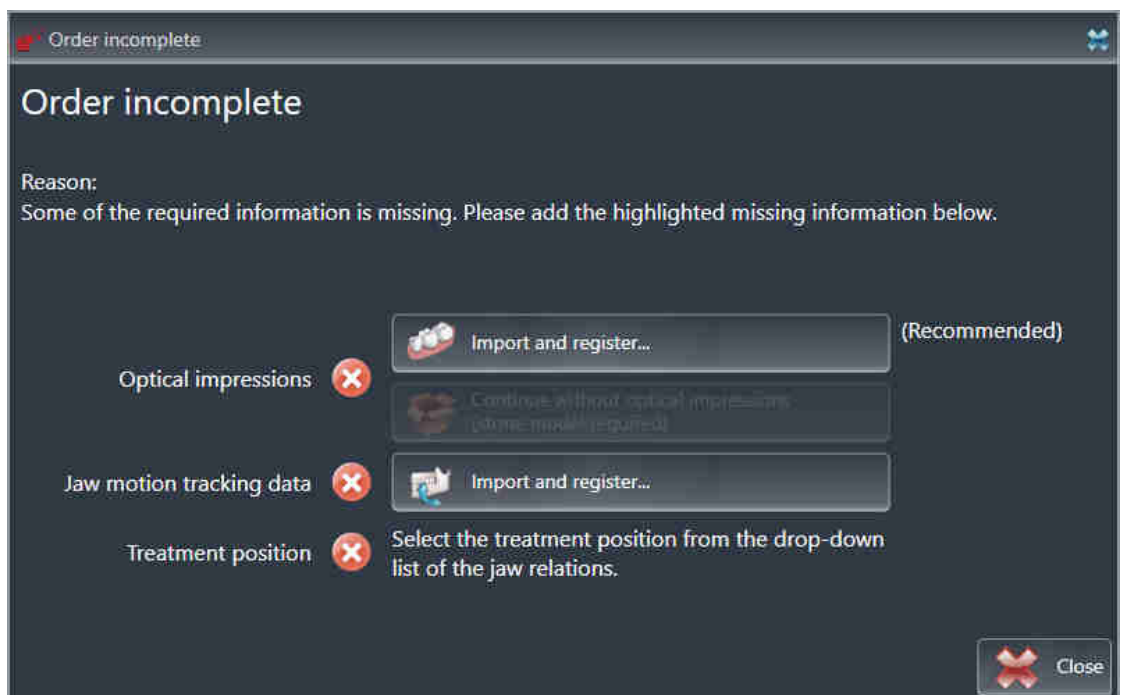 Order incomplete
Order incomplete
Reason:
Some of the required information is missing. Please add the highlighted missing information below.
Import and register...
(Recommended)
Optical impressions
Continue without optical impressions
(stone model required)
Jaw motion tracking data
Import and register...
Treatment position
Select the treatment position from the drop-down
list of the jaw relations.
Close